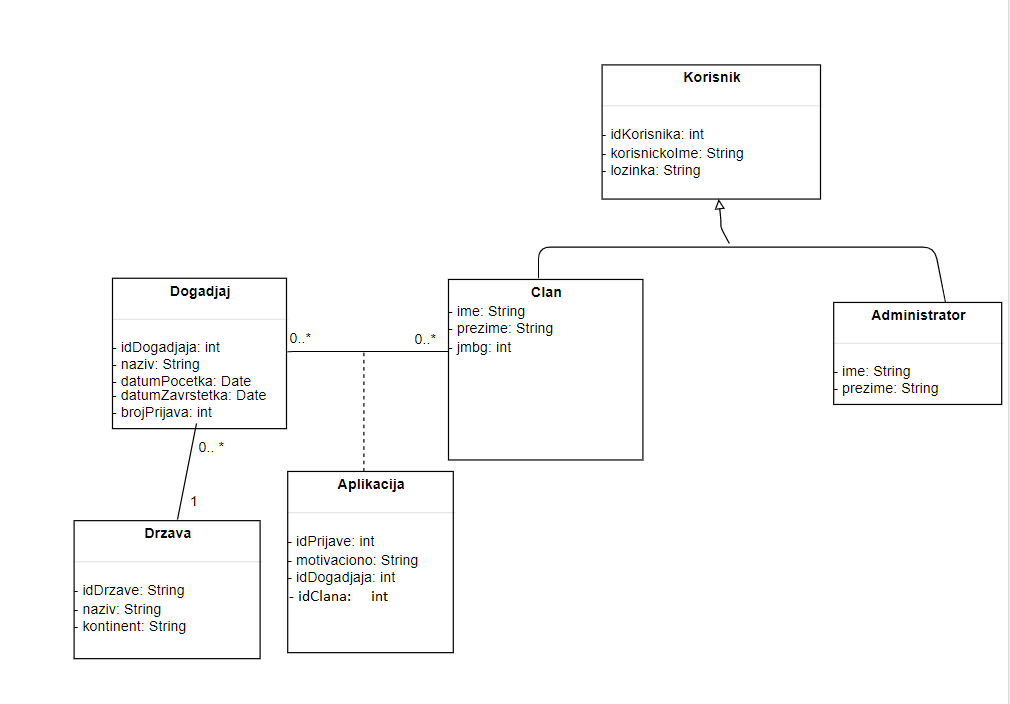 Korisnik
- idKorisnika: int
- korisnickoIme: String
- lozinka: String
Dogadjaj
- idDogadjaja: int
- naziv: String
- datumPocetka: Date
- datumZavrstetka: Date
- brojPrijava: int
0..*
0..*
Clan
- ime: String
- prezime: String
- jmbg: int
Administrator
- ime: String
- prezime: String
0.. *
1
Drzava
- idDrzave: String
- naziv: String
- kontinent: String
Aplikacija
- idPrijave: int
- motivaciono: String
- idDogadjaja: int
- idClana: int